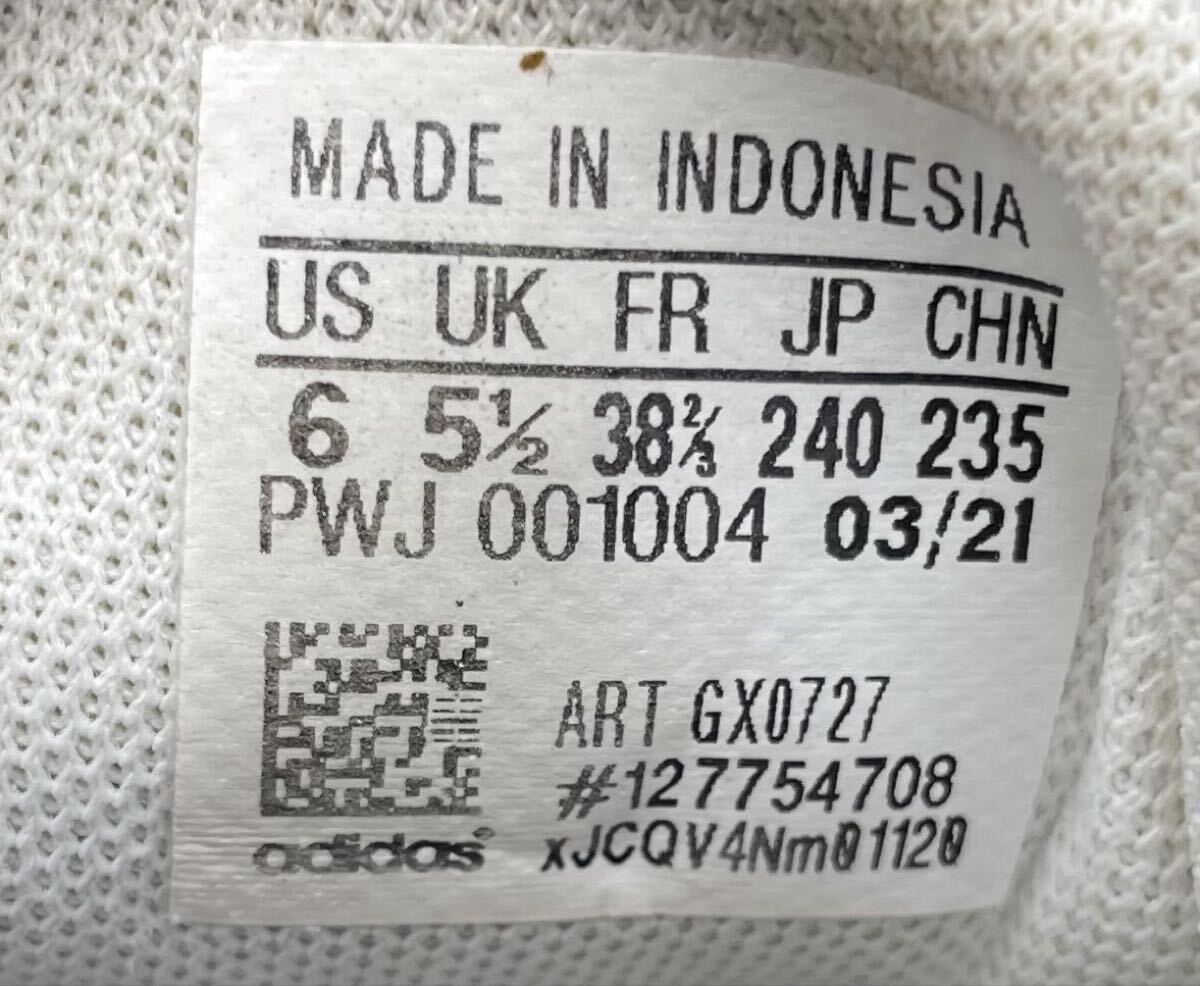 MADE IN INDONESIA
US UK FR JP CHN
6 5½ 38⅔ 240 235
PWJ 001004 03/21
ART GX0727
#127754708
adidas xJCQV4Nm01120